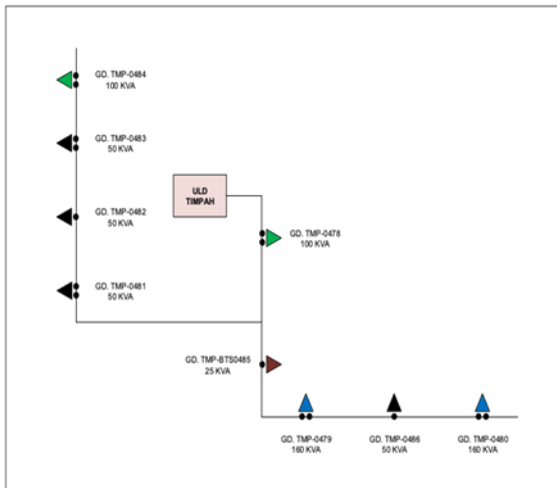 GD. TMP-0484
100 KVA
GD. TMP-0483
50 KVA
ULD
TIMPAH
GD. TMP-0482
50 KVA
GD. TMP-0478
100 KVA
GD. TMP-0481
50 KVA
GD. TMP-BTS0485
25 KVA
GD. TMP-0479
160 KVA
GD. TMP-0486
50 KVA
GD. TMP-0480
160 KVA